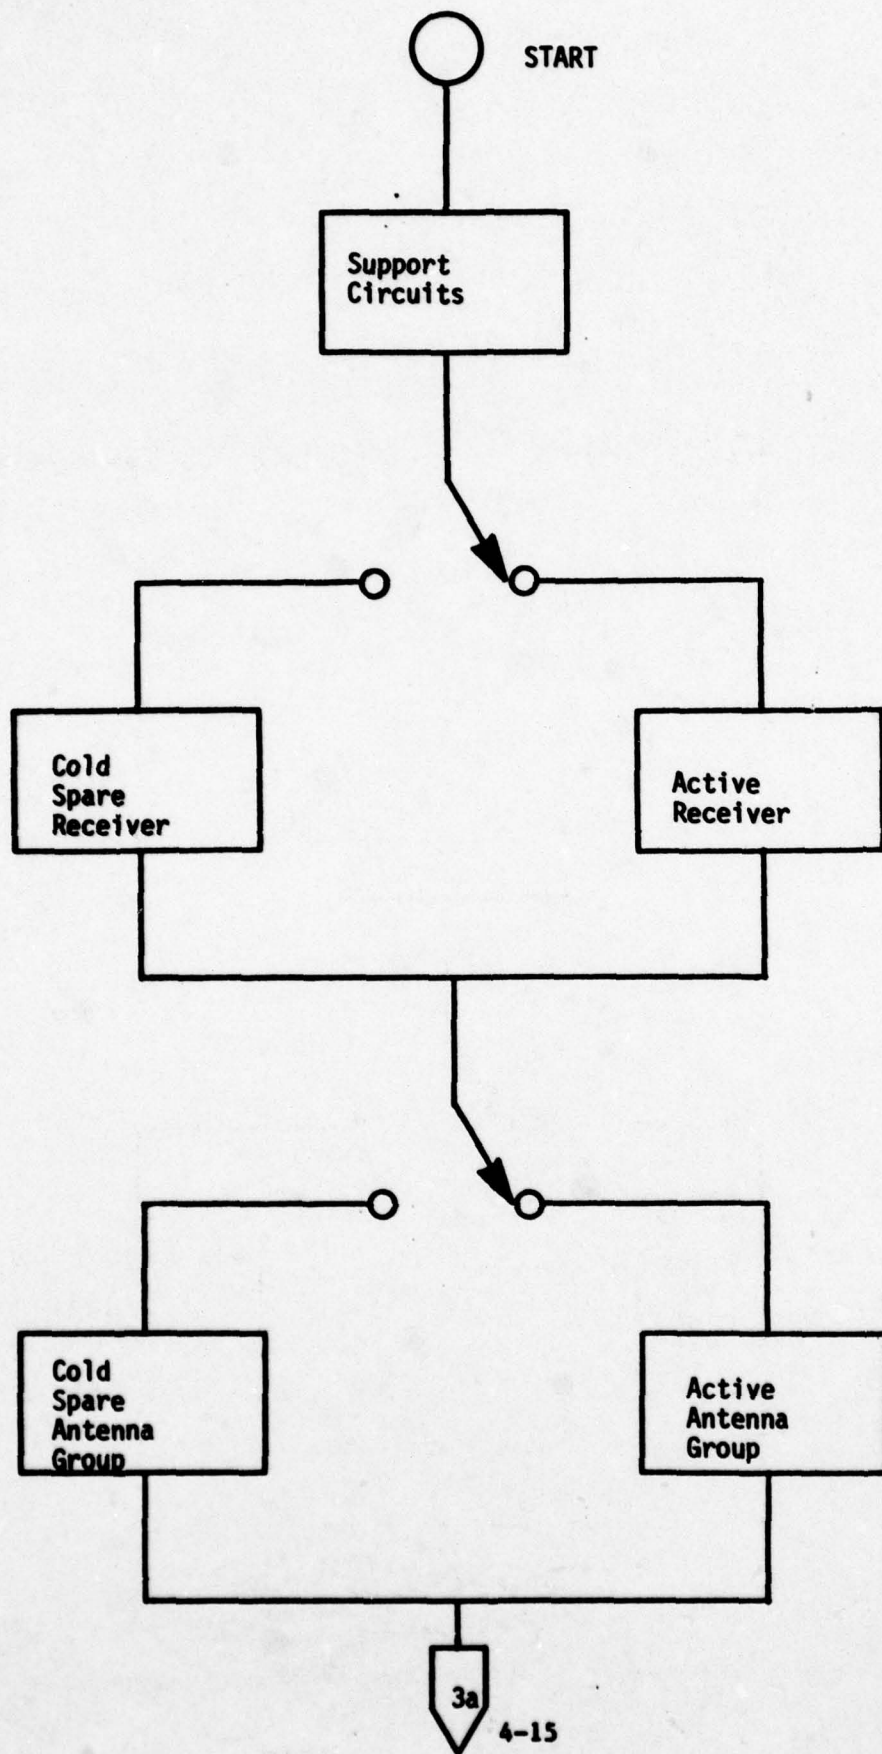 START
Support
Circuits
Cold
Spare
Receiver
Active
Receiver
Cold
Spare
Antenna
Group
Active
Antenna
Group
3a
4-15